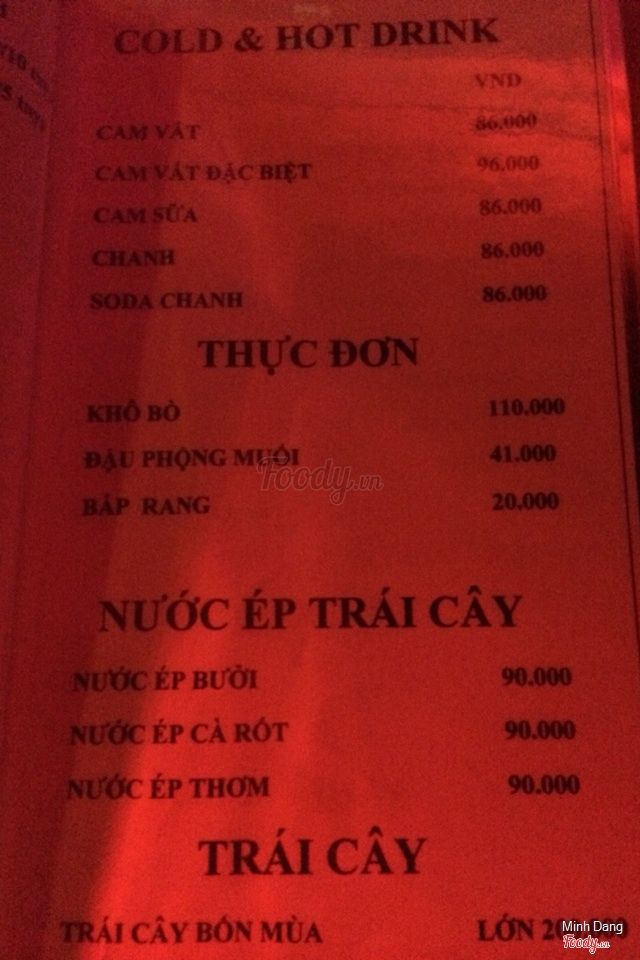 COLD & HOT DRINK
VND
CAM VẮT 86.000
CAM VẮT ĐẶC BIỆT 96.000
CAM SỮA 86.000
CHANH 86.000
SODA CHANH 86.000
THỰC ĐƠN
KHÔ BÒ 110.000
ĐẬU PHỘNG MUỐI 41.000
BẮP RANG 20.000
Foody.vn
NƯỚC ÉP TRÁI CÂY
NƯỚC ÉP BƯỞI 90.000
NƯỚC ÉP CÀ RỐT 90.000
NƯỚC ÉP THƠM 90.000
TRÁI CÂY
TRÁI CÂY BỐN MÙA LỚN
Minh Dang
Foody.vn